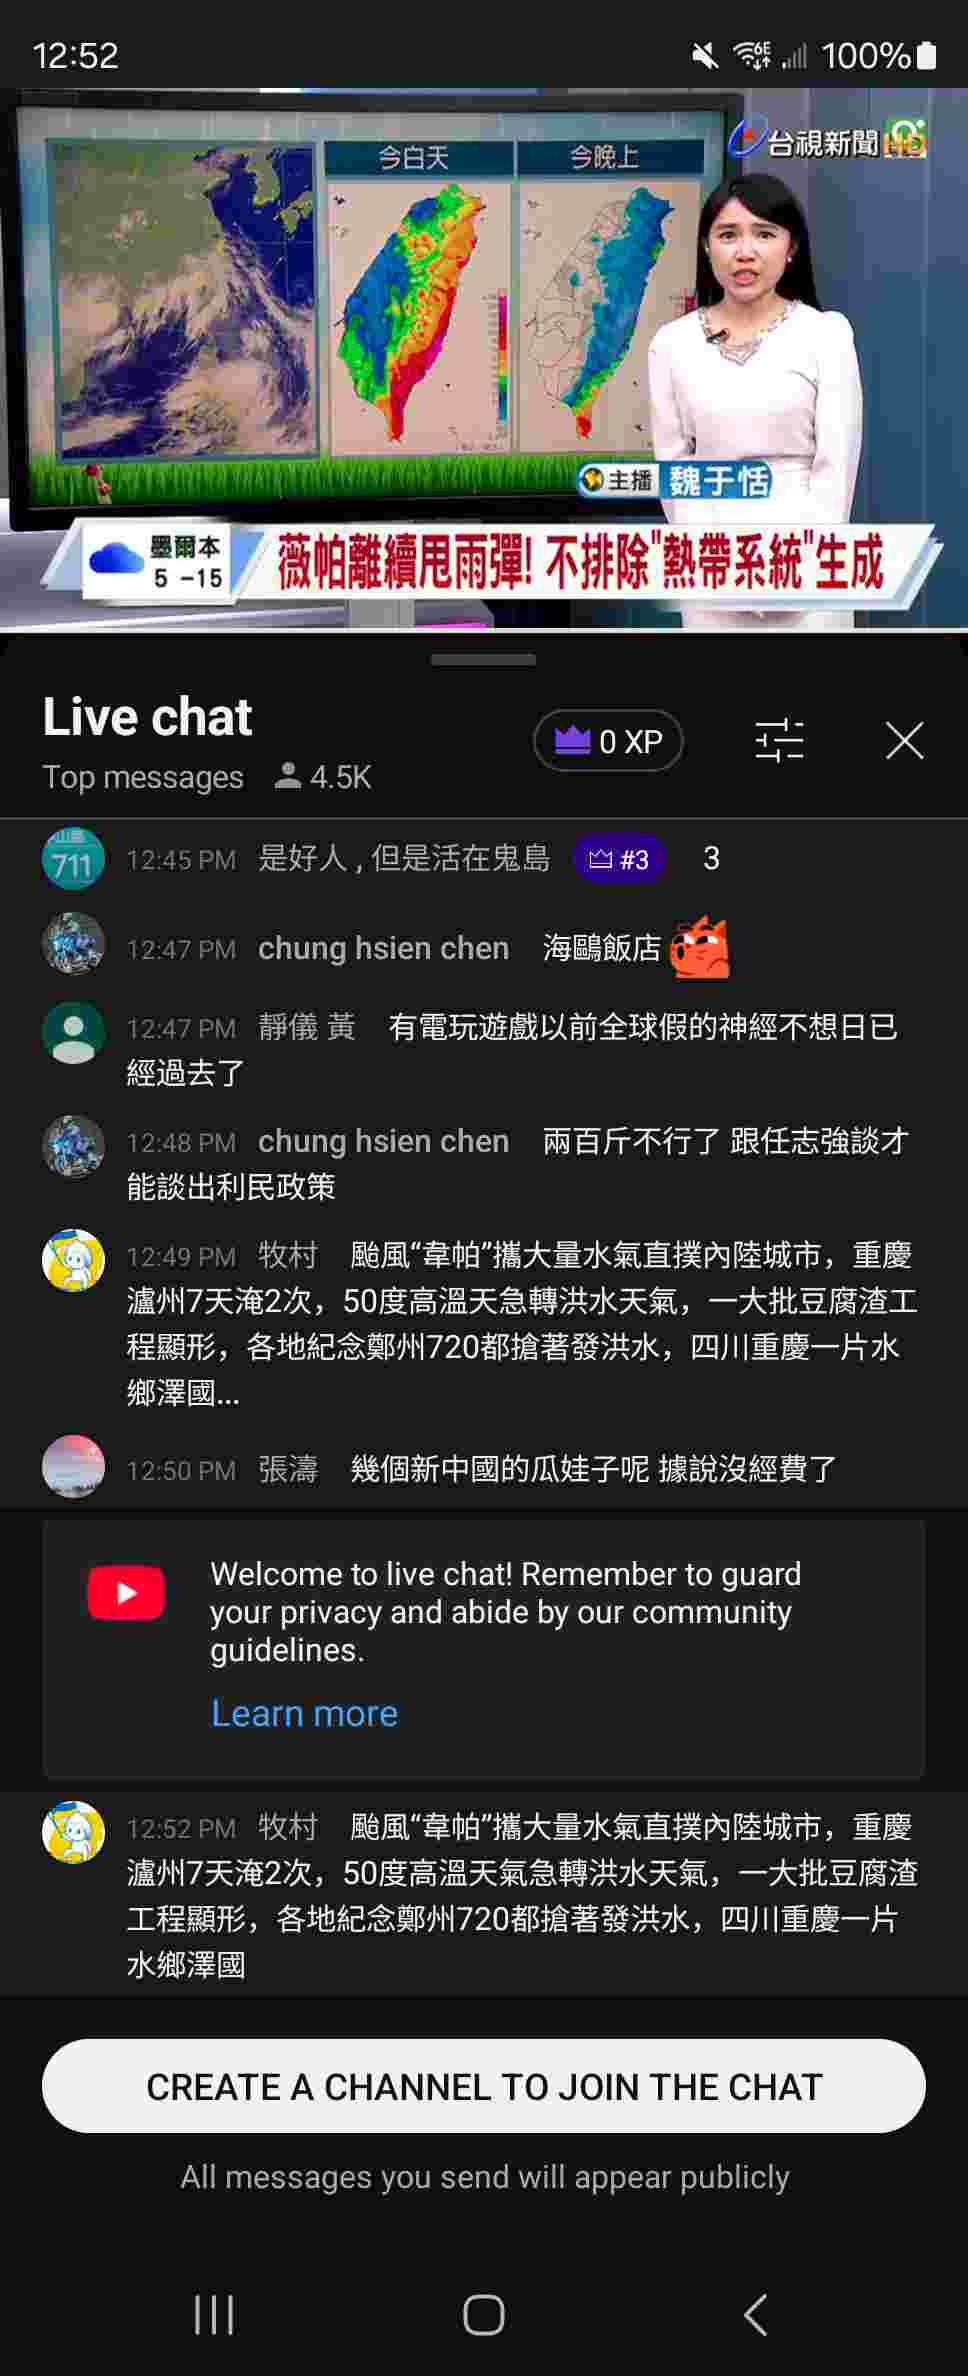 12:52
6E
100%
今白天
今晚上
台視新聞 HD
主播 魏于恬
墨爾本
5 -15
薇帕離續甩雨彈! 不排除"熱帶系統"生成
Live chat
0 XP
Top messages 4.5K
711
12:45 PM 是好人 , 但是活在鬼島 #3 3
12:47 PM chung hsien chen 海鷗飯店
12:47 PM 靜儀 黃 有電玩遊戲以前全球假的神經不想日已
經過去了
12:48 PM chung hsien chen 兩百斤不行了 跟任志強談才
能談出利民政策
12:49 PM 牧村 颱風“韋帕”攜大量水氣直撲內陸城市，重慶
瀘州7天淹2次，50度高溫天急轉洪水天氣，一大批豆腐渣工
程顯形，各地紀念鄭州720都搶著發洪水，四川重慶一片水
鄉澤國...
12:50 PM 張濤 幾個新中國的瓜娃子呢 據說沒經費了
Welcome to live chat! Remember to guard
your privacy and abide by our community
guidelines.
Learn more
12:52 PM 牧村 颱風“韋帕”攜大量水氣直撲內陸城市，重慶
瀘州7天淹2次，50度高溫天氣急轉洪水天氣，一大批豆腐渣
工程顯形，各地紀念鄭州720都搶著發洪水，四川重慶一片
水鄉澤國
CREATE A CHANNEL TO JOIN THE CHAT
All messages you send will appear publicly